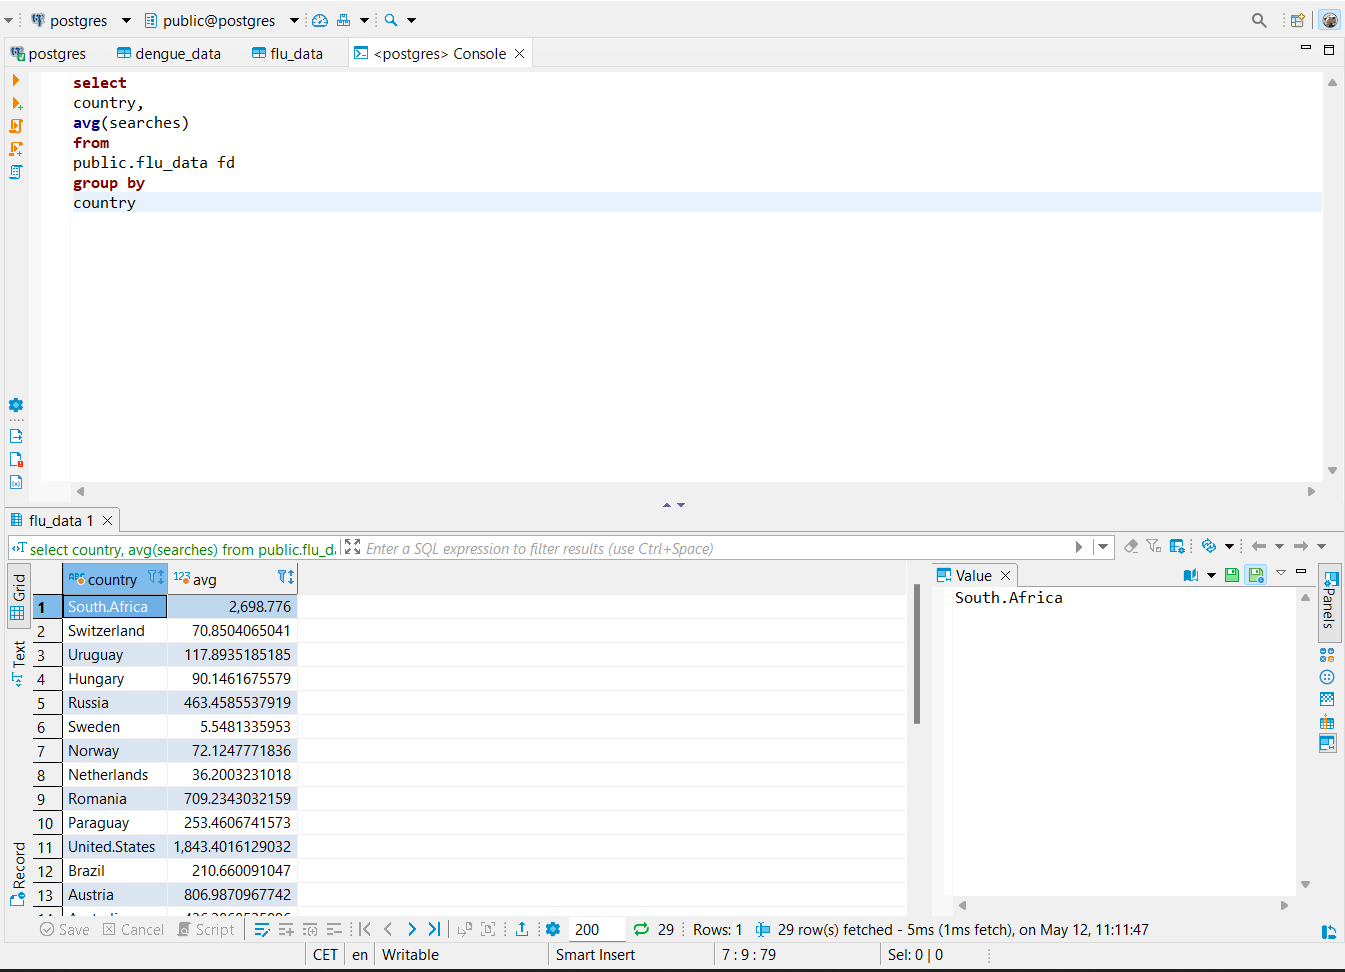 postgres public@postgres
postgres dengue_data flu_data <postgres> Console
select
country,
avg(searches)
from
public.flu_data fd
group by
country
flu_data 1
select country, avg(searches) from public.flu_da Enter a SQL expression to filter results (use Ctrl+Space)
Grid
Text
Record
country 123 avg
1 South.Africa 2,698.776
2 Switzerland 70.8504065041
3 Uruguay 117.8935185185
4 Hungary 90.1461675579
5 Russia 463.4585537919
6 Sweden 5.5481335953
7 Norway 72.1247771836
8 Netherlands 36.2003231018
9 Romania 709.2343032159
10 Paraguay 253.4606741573
11 United.States 1,843.4016129032
12 Brazil 210.660091047
13 Austria 806.9870967742
Value
South.Africa
Panels
Save Cancel Script 200 29 Rows: 1 29 row(s) fetched - 5ms (1ms fetch), on May 12, 11:11:47
CET en Writable Smart Insert 7 : 9 : 79 Sel: 0 | 0